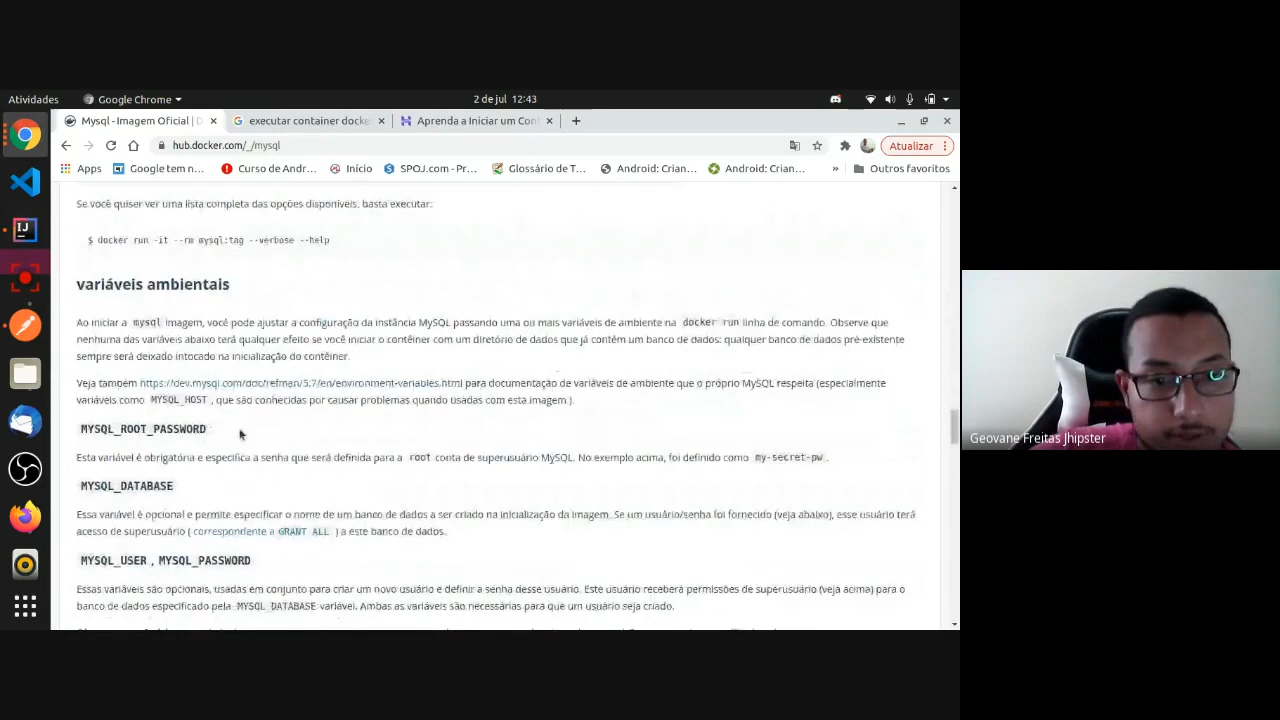 Atividades
Google Chrome
2 de jul 12:43
Mysql - Imagem Oficial | D
executar container docke
Aprenda a Iniciar um Cont
hub.docker.com/_/mysql
Atualizar
Apps
Google tem n...
Curso de Andr...
Início
SPOJ.com - Pr...
Glossário de T...
Android: Crian...
Android: Crian...
»
Outros favoritos
Se você quiser ver uma lista completa das opções disponíveis, basta executar:
$ docker run -it --rm mysql:tag --verbose --help
variáveis ambientais
Ao iniciar a mysql imagem, você pode ajustar a configuração da instância MySQL passando uma ou mais variáveis de ambiente na docker run linha de comando. Observe que
nenhuma das variáveis abaixo terá qualquer efeito se você iniciar o contêiner com um diretório de dados que já contém um banco de dados: qualquer banco de dados pré-existente
sempre será deixado intocado na inicialização do contêiner.
Veja também https://dev.mysql.com/doc/refman/5.7/en/environment-variables.html para documentação de variáveis de ambiente que o próprio MySQL respeita (especialmente
variáveis como MYSQL_HOST , que são conhecidas por causar problemas quando usadas com esta imagem ).
MYSQL_ROOT_PASSWORD
Esta variável é obrigatória e especifica a senha que será definida para a root conta de superusuário MySQL. No exemplo acima, foi definido como my-secret-pw .
MYSQL_DATABASE
Essa variável é opcional e permite especificar o nome de um banco de dados a ser criado na inicialização da imagem. Se um usuário/senha foi fornecido (veja abaixo), esse usuário terá
acesso de superusuário ( correspondente a GRANT ALL ) a este banco de dados.
MYSQL_USER , MYSQL_PASSWORD
Essas variáveis são opcionais, usadas em conjunto para criar um novo usuário e definir a senha desse usuário. Este usuário receberá permissões de superusuário (veja acima) para o
banco de dados especificado pela MYSQL_DATABASE variável. Ambas as variáveis são necessárias para que um usuário seja criado.
Geovane Freitas Jhipster